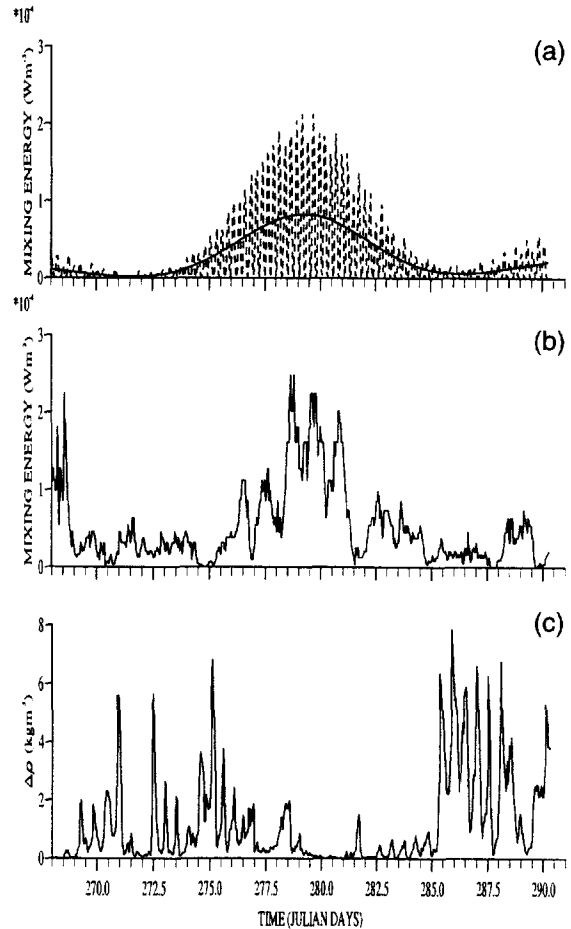 *10⁴
(a)
MIXING ENERGY (Wm⁻³)
3
2
1
0
*10⁴
(b)
MIXING ENERGY (Wm⁻³)
3
2
1
0
(c)
Δρ (kgm⁻³)
8
6
4
2
0
270.0 272.5 275.0 277.5 280.0 282.5 285.0 287.5 290.0
TIME (JULIAN DAYS)